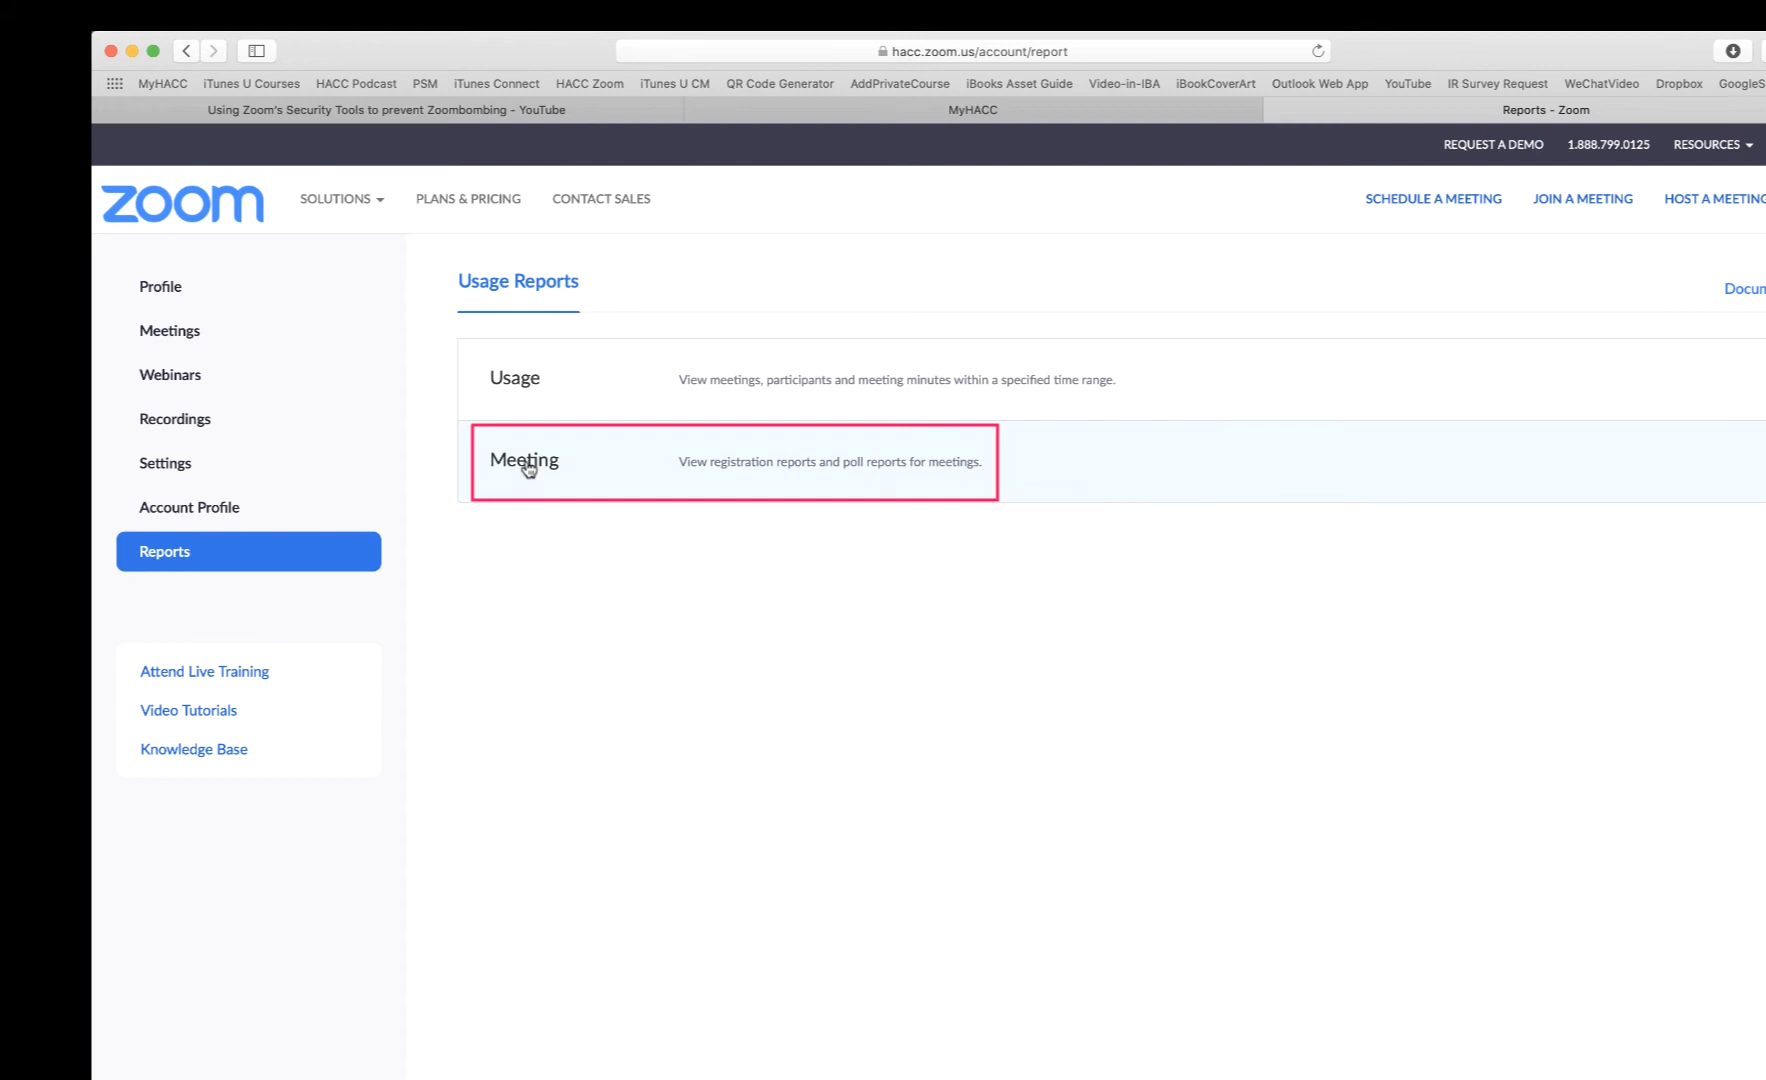 hacc.zoom.us/account/report
MyHACC iTunes U Courses HACC Podcast PSM iTunes Connect HACC Zoom iTunes U CM QR Code Generator AddPrivateCourse iBooks Asset Guide Video-in-IBA iBookCoverArt Outlook Web App YouTube IR Survey Request WeChatVideo Dropbox GoogleS
Using Zoom's Security Tools to prevent Zoombombing - YouTube MyHACC Reports - Zoom
REQUEST A DEMO 1.888.799.0125 RESOURCES
zoom SOLUTIONS PLANS & PRICING CONTACT SALES SCHEDULE A MEETING JOIN A MEETING HOST A MEETING
Profile
Meetings
Webinars
Recordings
Settings
Account Profile
Reports
Attend Live Training
Video Tutorials
Knowledge Base
Usage Reports
Docum
Usage View meetings, participants and meeting minutes within a specified time range.
Meeting View registration reports and poll reports for meetings.